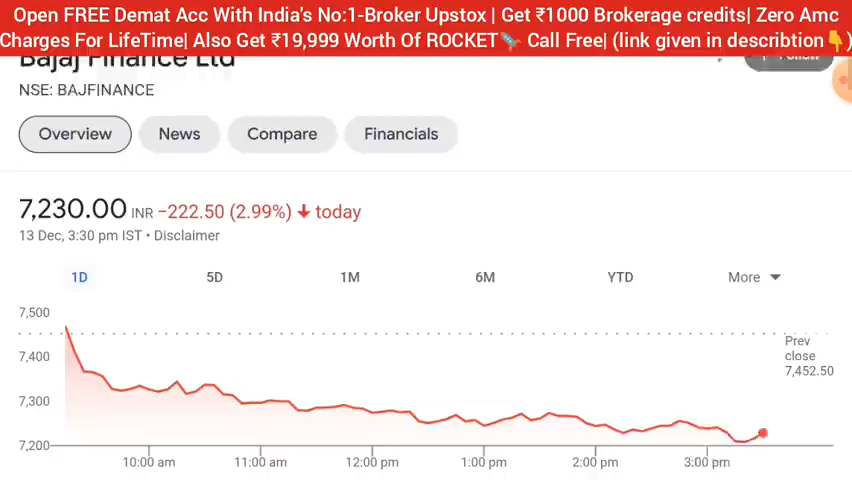 Open FREE Demat Acc With India's No:1-Broker Upstox | Get ₹1000 Brokerage credits| Zero Amc
Charges For LifeTime| Also Get ₹19,999 Worth Of ROCKET🚀 Call Free| (link given in describtion👇)
Bajaj Finance Ltd
NSE: BAJFINANCE
Overview News Compare Financials
7,230.00 INR −222.50 (2.99%) ↓ today
13 Dec, 3:30 pm IST • Disclaimer
1D 5D 1M 6M YTD More
7,500
Prev
close
7,452.50
7,400
7,300
7,200
10:00 am 11:00 am 12:00 pm 1:00 pm 2:00 pm 3:00 pm